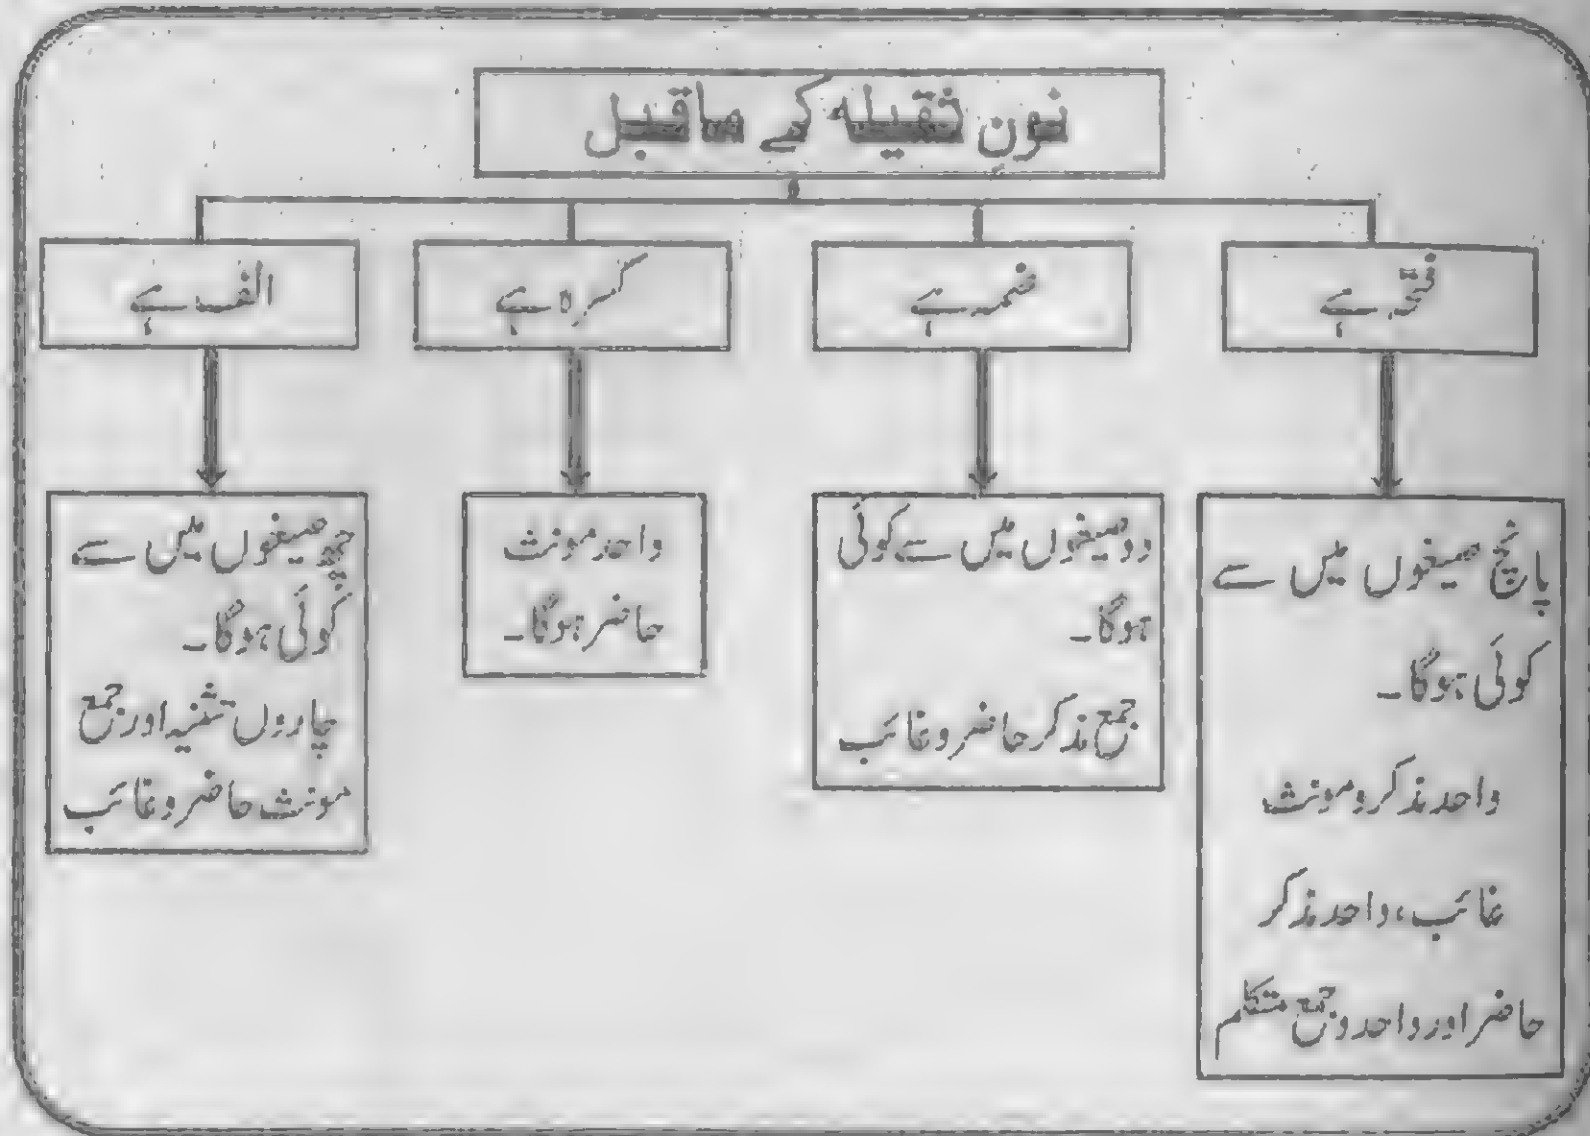 نونِ ثقیلہ کے ماقبل
فتحہ ہے
ضمہ ہے
کسرہ ہے
الف ہے
پانچ صیغوں میں سے
کوئی ہوگا۔
واحد مذکر و مونث
غائب، واحد مذکر
حاضر اور واحد و جمع متکلم
دو صیغوں میں سے کوئی
ہوگا۔
جمع مذکر حاضر و غائب
واحد مونث
حاضر ہوگا۔
چھ صیغوں میں سے
کوئی ہوگا۔
چاروں تثنیہ اور جمع
مونث حاضر و غائب